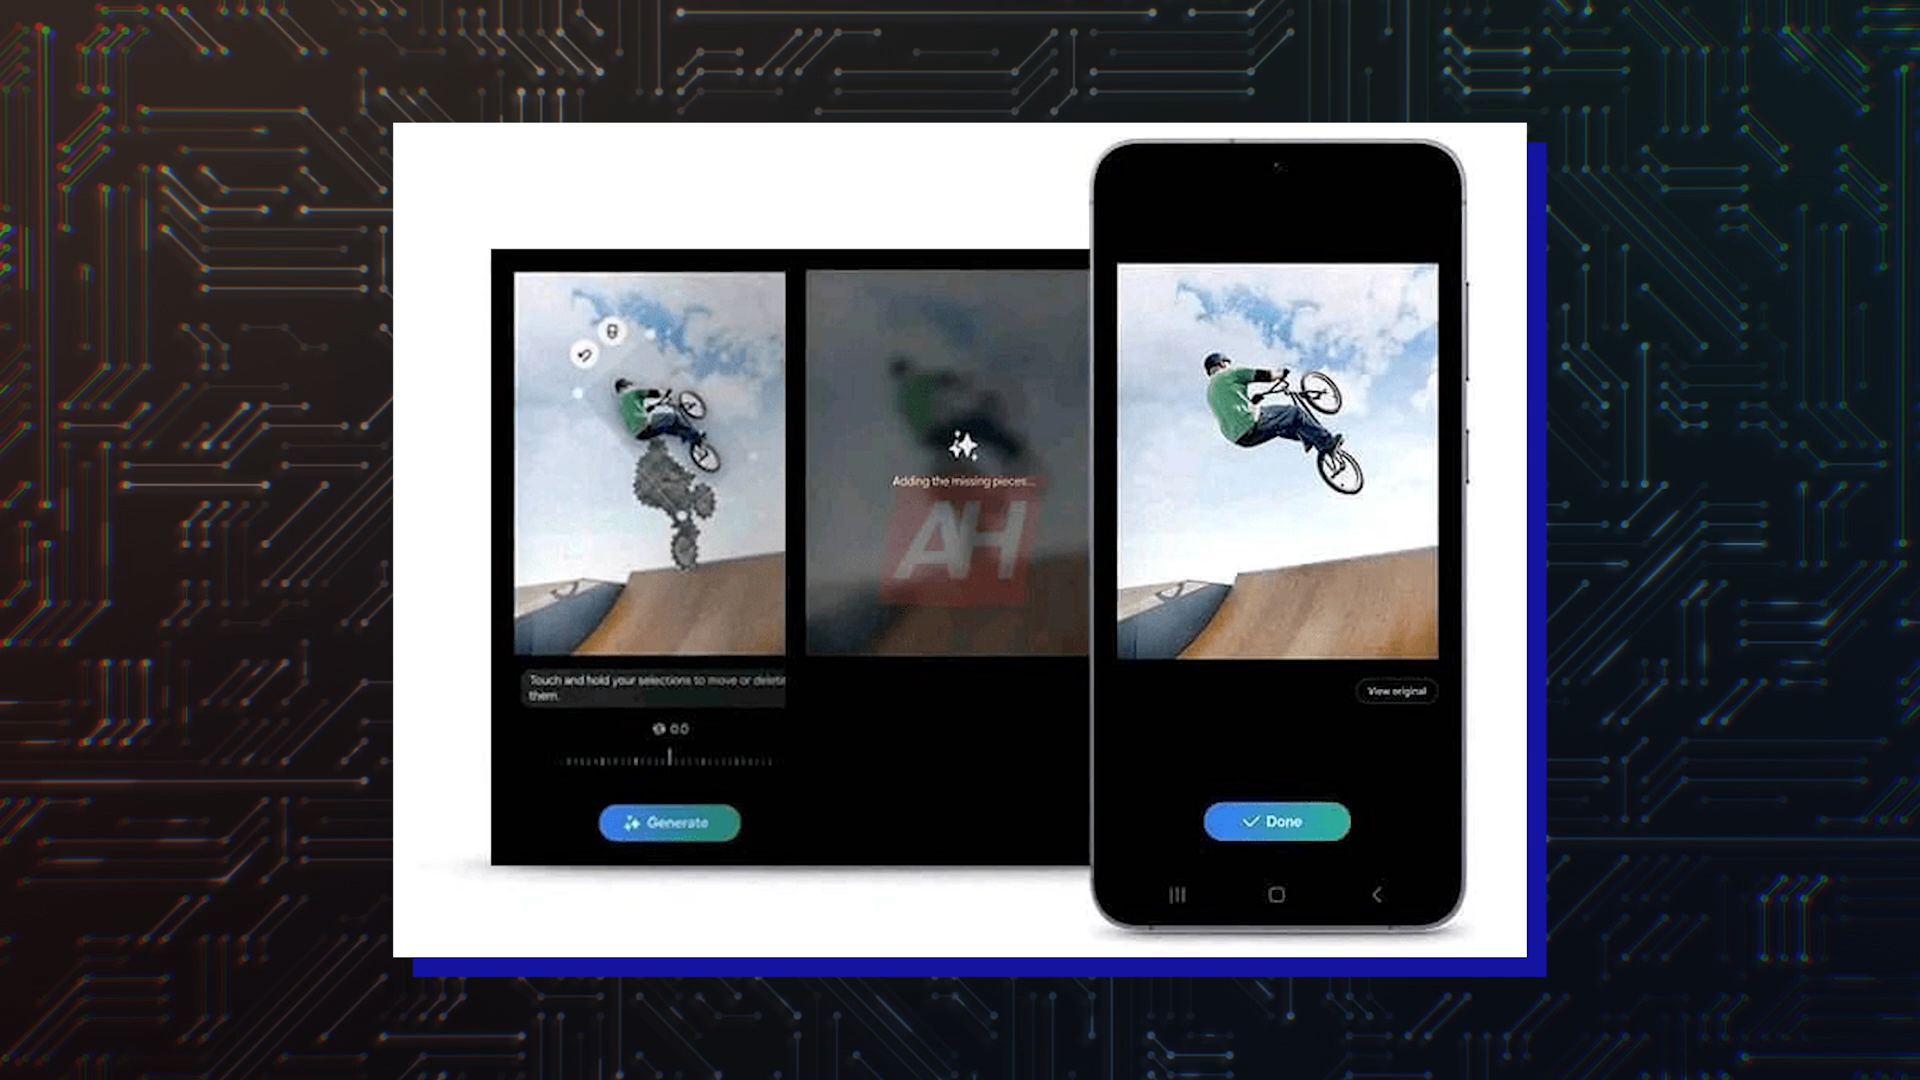 Adding the missing pieces...
AH
Touch and hold your selections to move or deletin
them.
0.0
Generate
View original
Done